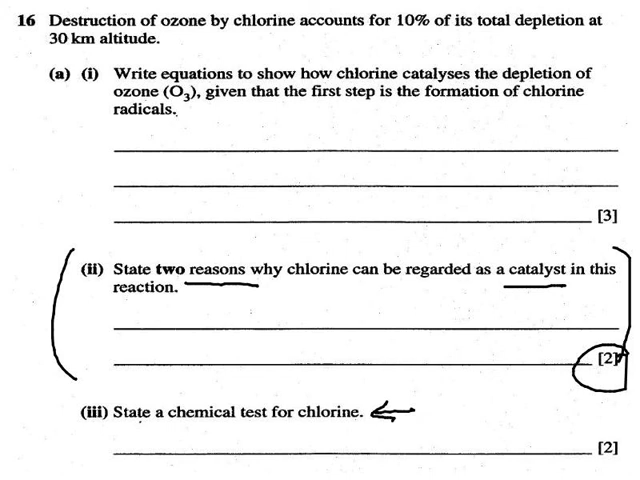 16 Destruction of ozone by chlorine accounts for 10% of its total depletion at
30 km altitude.
(a) (i) Write equations to show how chlorine catalyses the depletion of
ozone (O₃), given that the first step is the formation of chlorine
radicals.
[3]
(ii) State two reasons why chlorine can be regarded as a catalyst in this
reaction.
[2]
(iii) State a chemical test for chlorine.
[2]